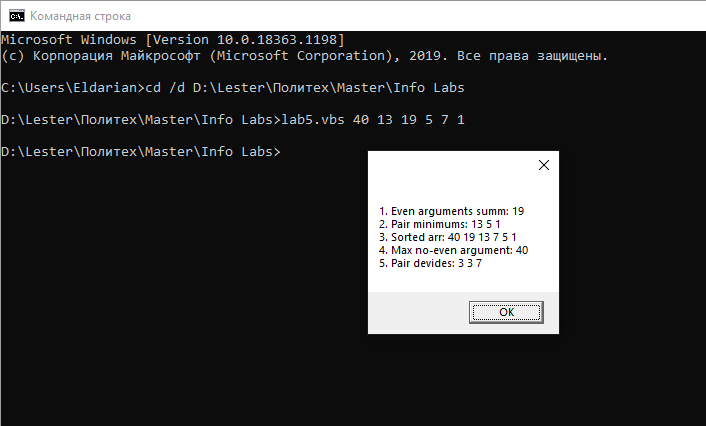 Командная строка
Microsoft Windows [Version 10.0.18363.1198]
(c) Корпорация Майкрософт (Microsoft Corporation), 2019. Все права защищены.
C:\Users\Eldarian>cd /d D:\Lester\Политех\Master\Info Labs
D:\Lester\Политех\Master\Info Labs>lab5.vbs 40 13 19 5 7 1
D:\Lester\Политех\Master\Info Labs>
1. Even arguments summ: 19
2. Pair minimums: 13 5 1
3. Sorted arr: 40 19 13 7 5 1
4. Max no-even argument: 40
5. Pair devides: 3 3 7
OK